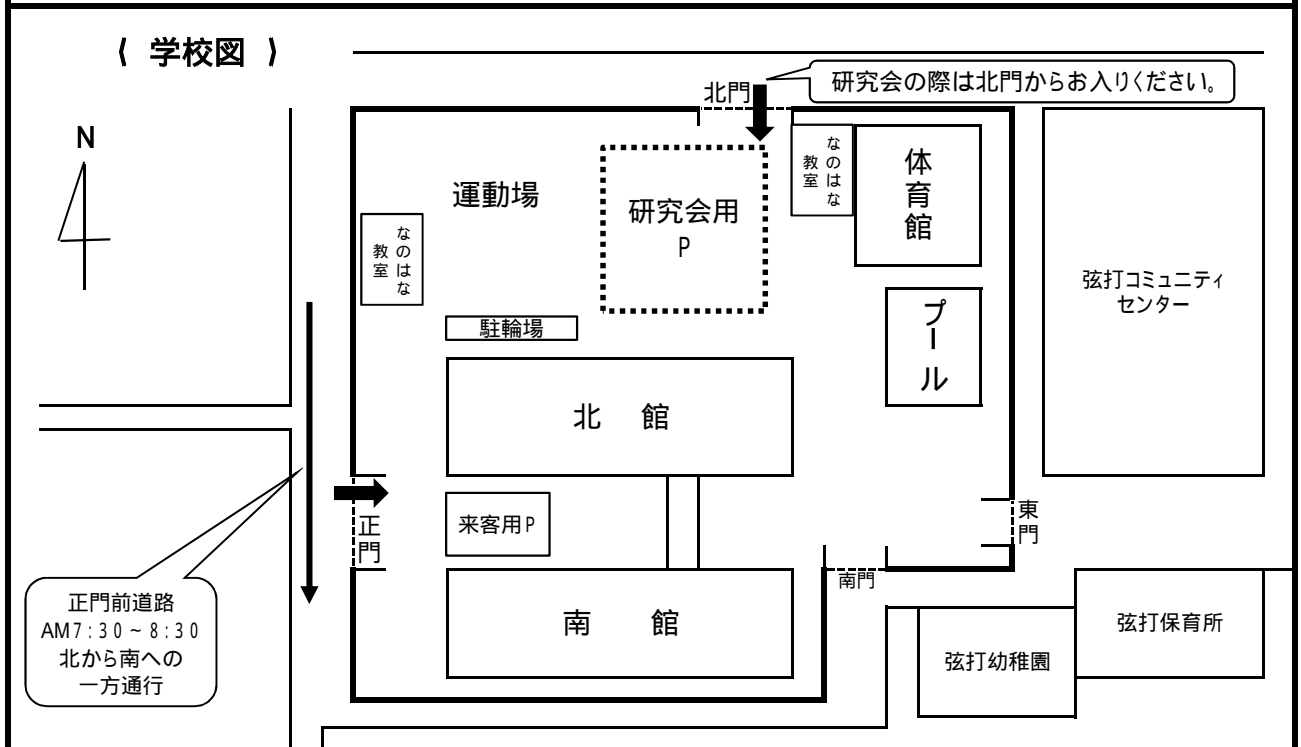 《 学校図 》
研究会の際は北門からお入りください。
北門
N
運動場
研究会用
P
なのはな
教室
体育館
なのはな
教室
弦打コミュニティ
センター
プール
駐輪場
北 館
来客用P
正門
東門
南門
正門前道路
AM7:30~8:30
北から南への
一方通行
南 館
弦打幼稚園
弦打保育所